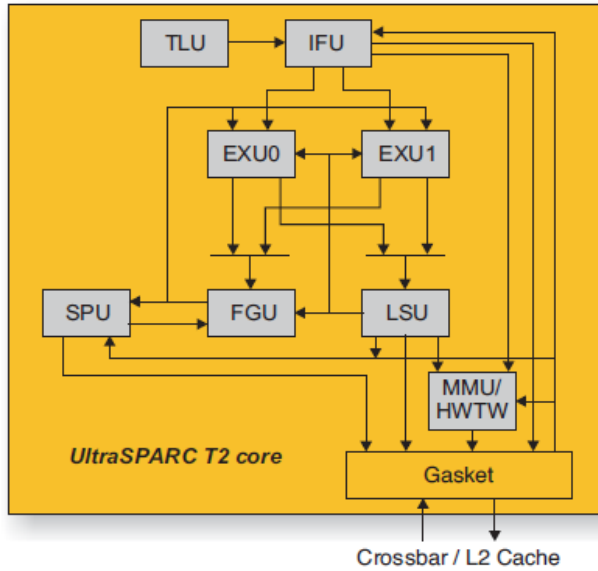 TLU
IFU
EXU0
EXU1
SPU
FGU
LSU
MMU/
HWTW
UltraSPARC T2 core
Gasket
Crossbar / L2 Cache